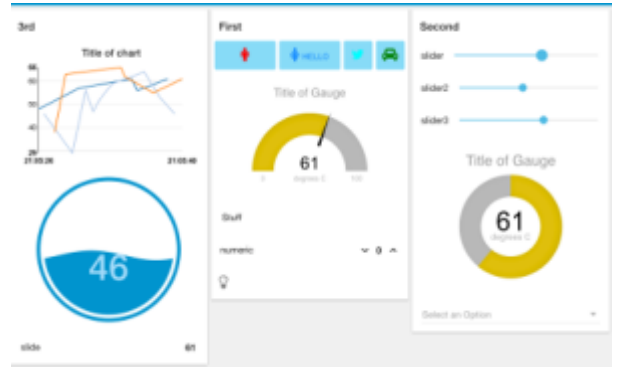 3rd
Title of chart
60
50
40
21:05:26 21:05:40
46
slide 61
First
HELLO
Title of Gauge
61
0 degrees C 100
Stuff
numeric 0
Second
slider
slider2
slider3
Title of Gauge
61
degrees C
Select an Option